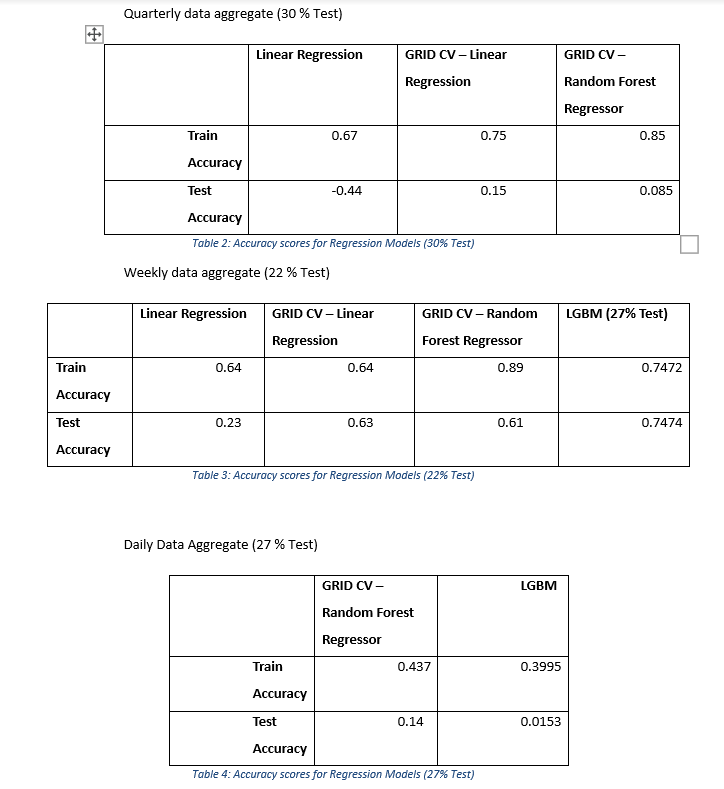 Quarterly data aggregate (30 % Test)
Linear Regression
GRID CV – Linear
Regression
GRID CV –
Random Forest
Regressor
Train
Accuracy
0.67
0.75
0.85
Test
Accuracy
-0.44
0.15
0.085
Table 2: Accuracy scores for Regression Models (30% Test)
Weekly data aggregate (22 % Test)
Linear Regression
GRID CV – Linear
Regression
GRID CV – Random
Forest Regressor
LGBM (27% Test)
Train
Accuracy
0.64
0.64
0.89
0.7472
Test
Accuracy
0.23
0.63
0.61
0.7474
Table 3: Accuracy scores for Regression Models (22% Test)
Daily Data Aggregate (27 % Test)
GRID CV –
Random Forest
Regressor
LGBM
Train
Accuracy
0.437
0.3995
Test
Accuracy
0.14
0.0153
Table 4: Accuracy scores for Regression Models (27% Test)